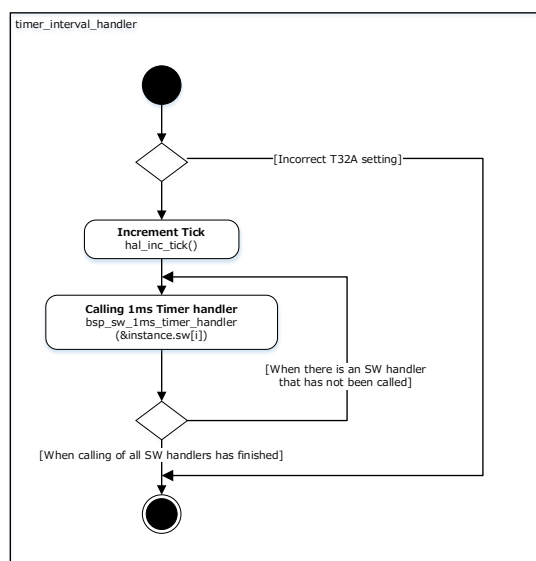 timer_interval_handler
[Incorrect T32A setting]
Increment Tick
hal_inc_tick()
Calling 1ms Timer handler
bsp_sw_1ms_timer_handler
(&instance.sw[i])
[When there is an SW handler
that has not been called]
[When calling of all SW handlers has finished]